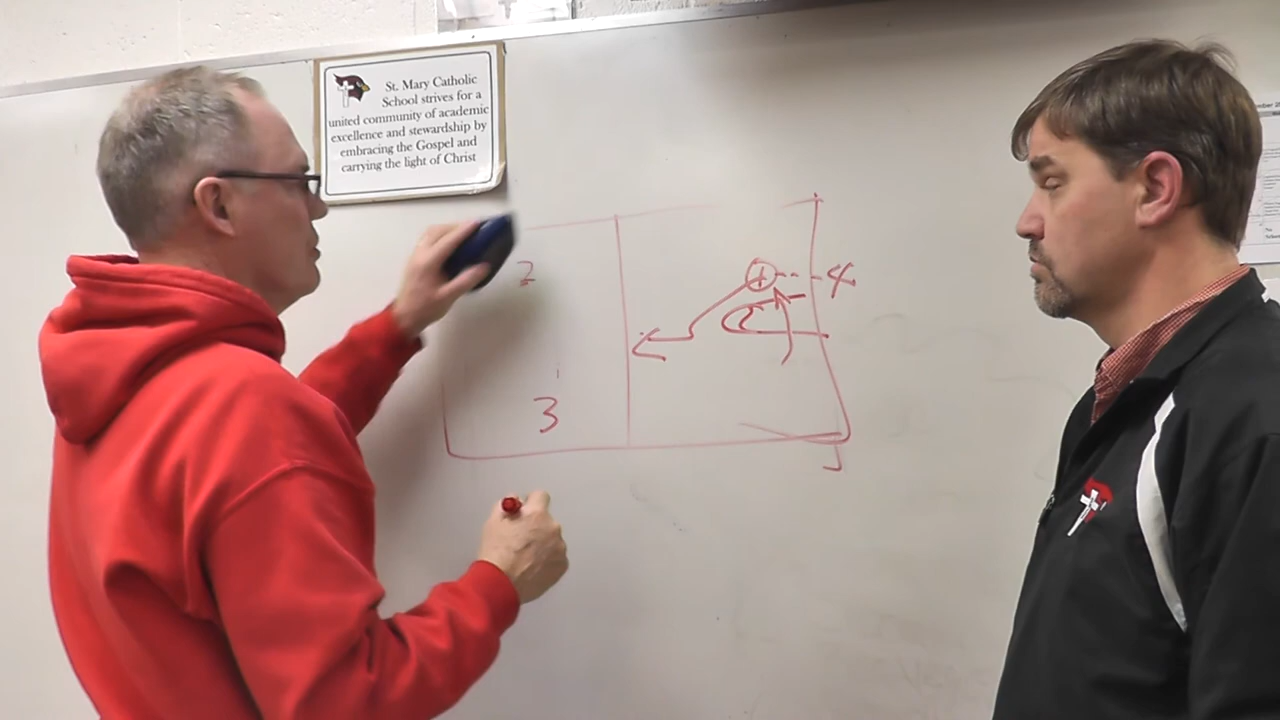 St. Mary Catholic
School strives for a
united community of academic
excellence and stewardship by
embracing the Gospel and
carrying the light of Christ
2
4
3